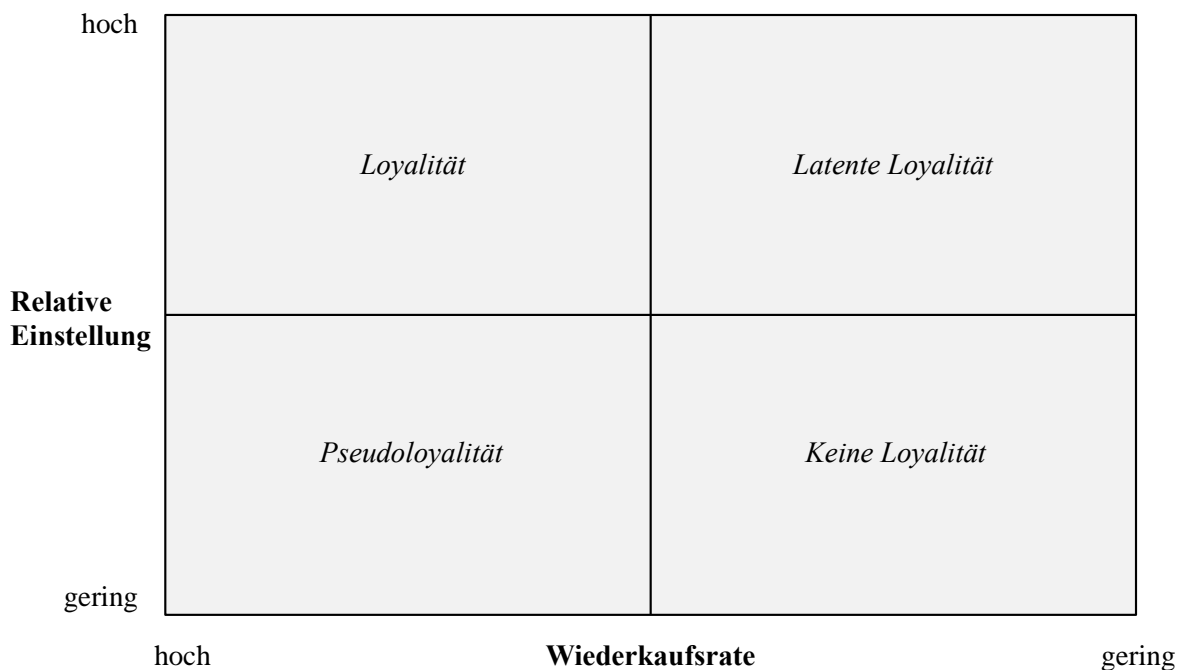 hoch
Loyalität
Latente Loyalität
Relative
Einstellung
Pseudoloyalität
Keine Loyalität
gering
hoch
Wiederkaufsrate
gering